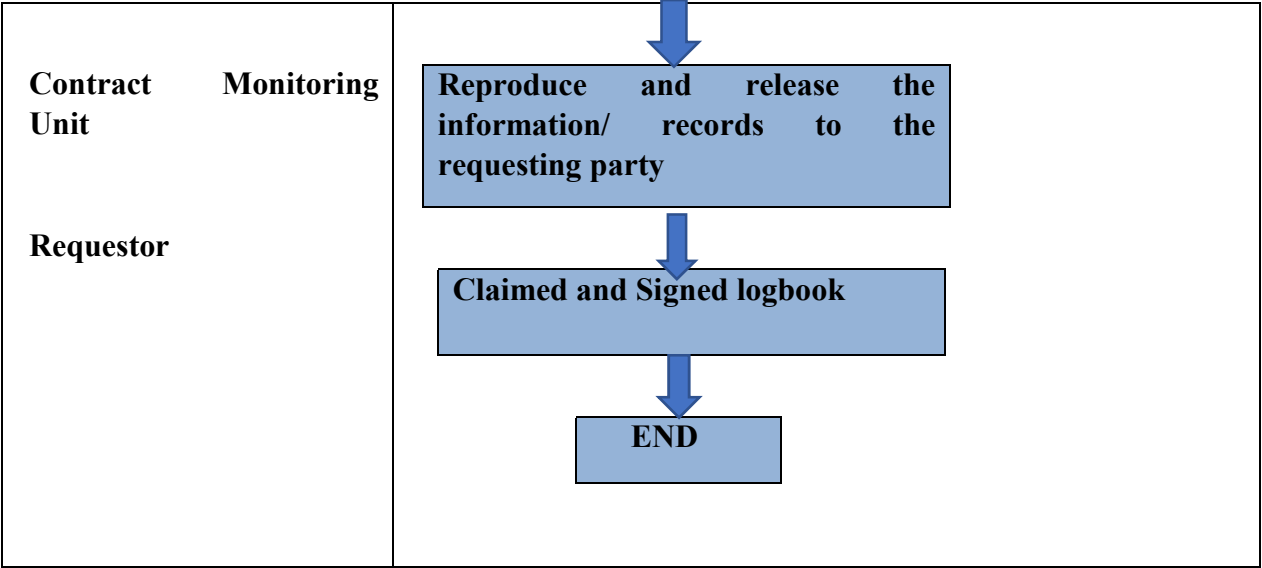 Contract Monitoring
Unit
Reproduce and release the
information/ records to the
requesting party
Requestor
Claimed and Signed logbook
END